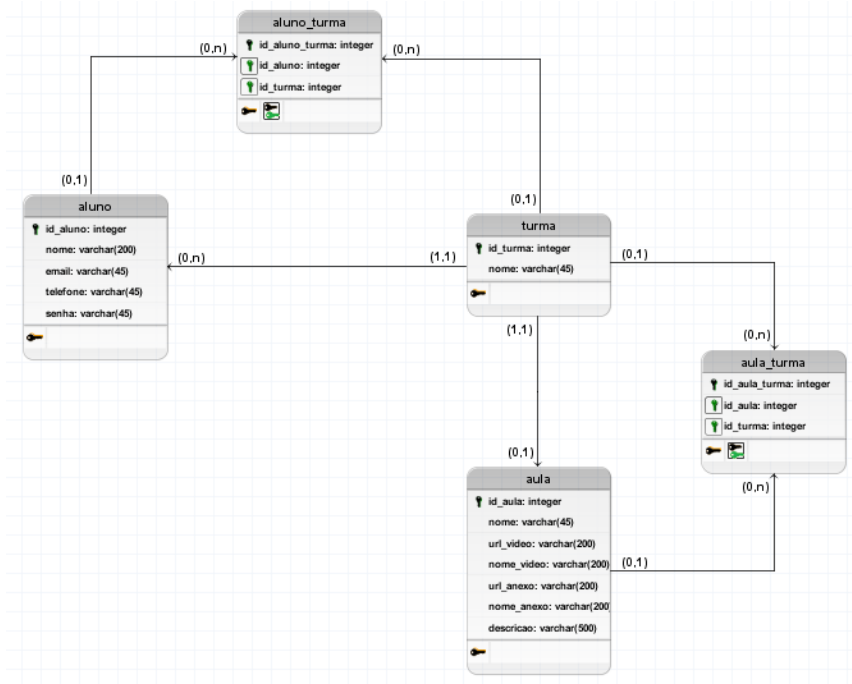 aluno_turma
id_aluno_turma: integer
id_aluno: integer
id_turma: integer
(0,n)
(0,n)
(0,1)
(0,1)
aluno
id_aluno: integer
nome: varchar(200)
email: varchar(45)
telefone: varchar(45)
senha: varchar(45)
(0,n)
(1,1)
turma
id_turma: integer
nome: varchar(45)
(0,1)
(1,1)
(0,n)
aula_turma
id_aula_turma: integer
id_aula: integer
id_turma: integer
(0,n)
(0,1)
aula
id_aula: integer
nome: varchar(45)
url_video: varchar(200)
nome_video: varchar(200)
url_anexo: varchar(200)
nome_anexo: varchar(200
descricao: varchar(500)
(0,1)